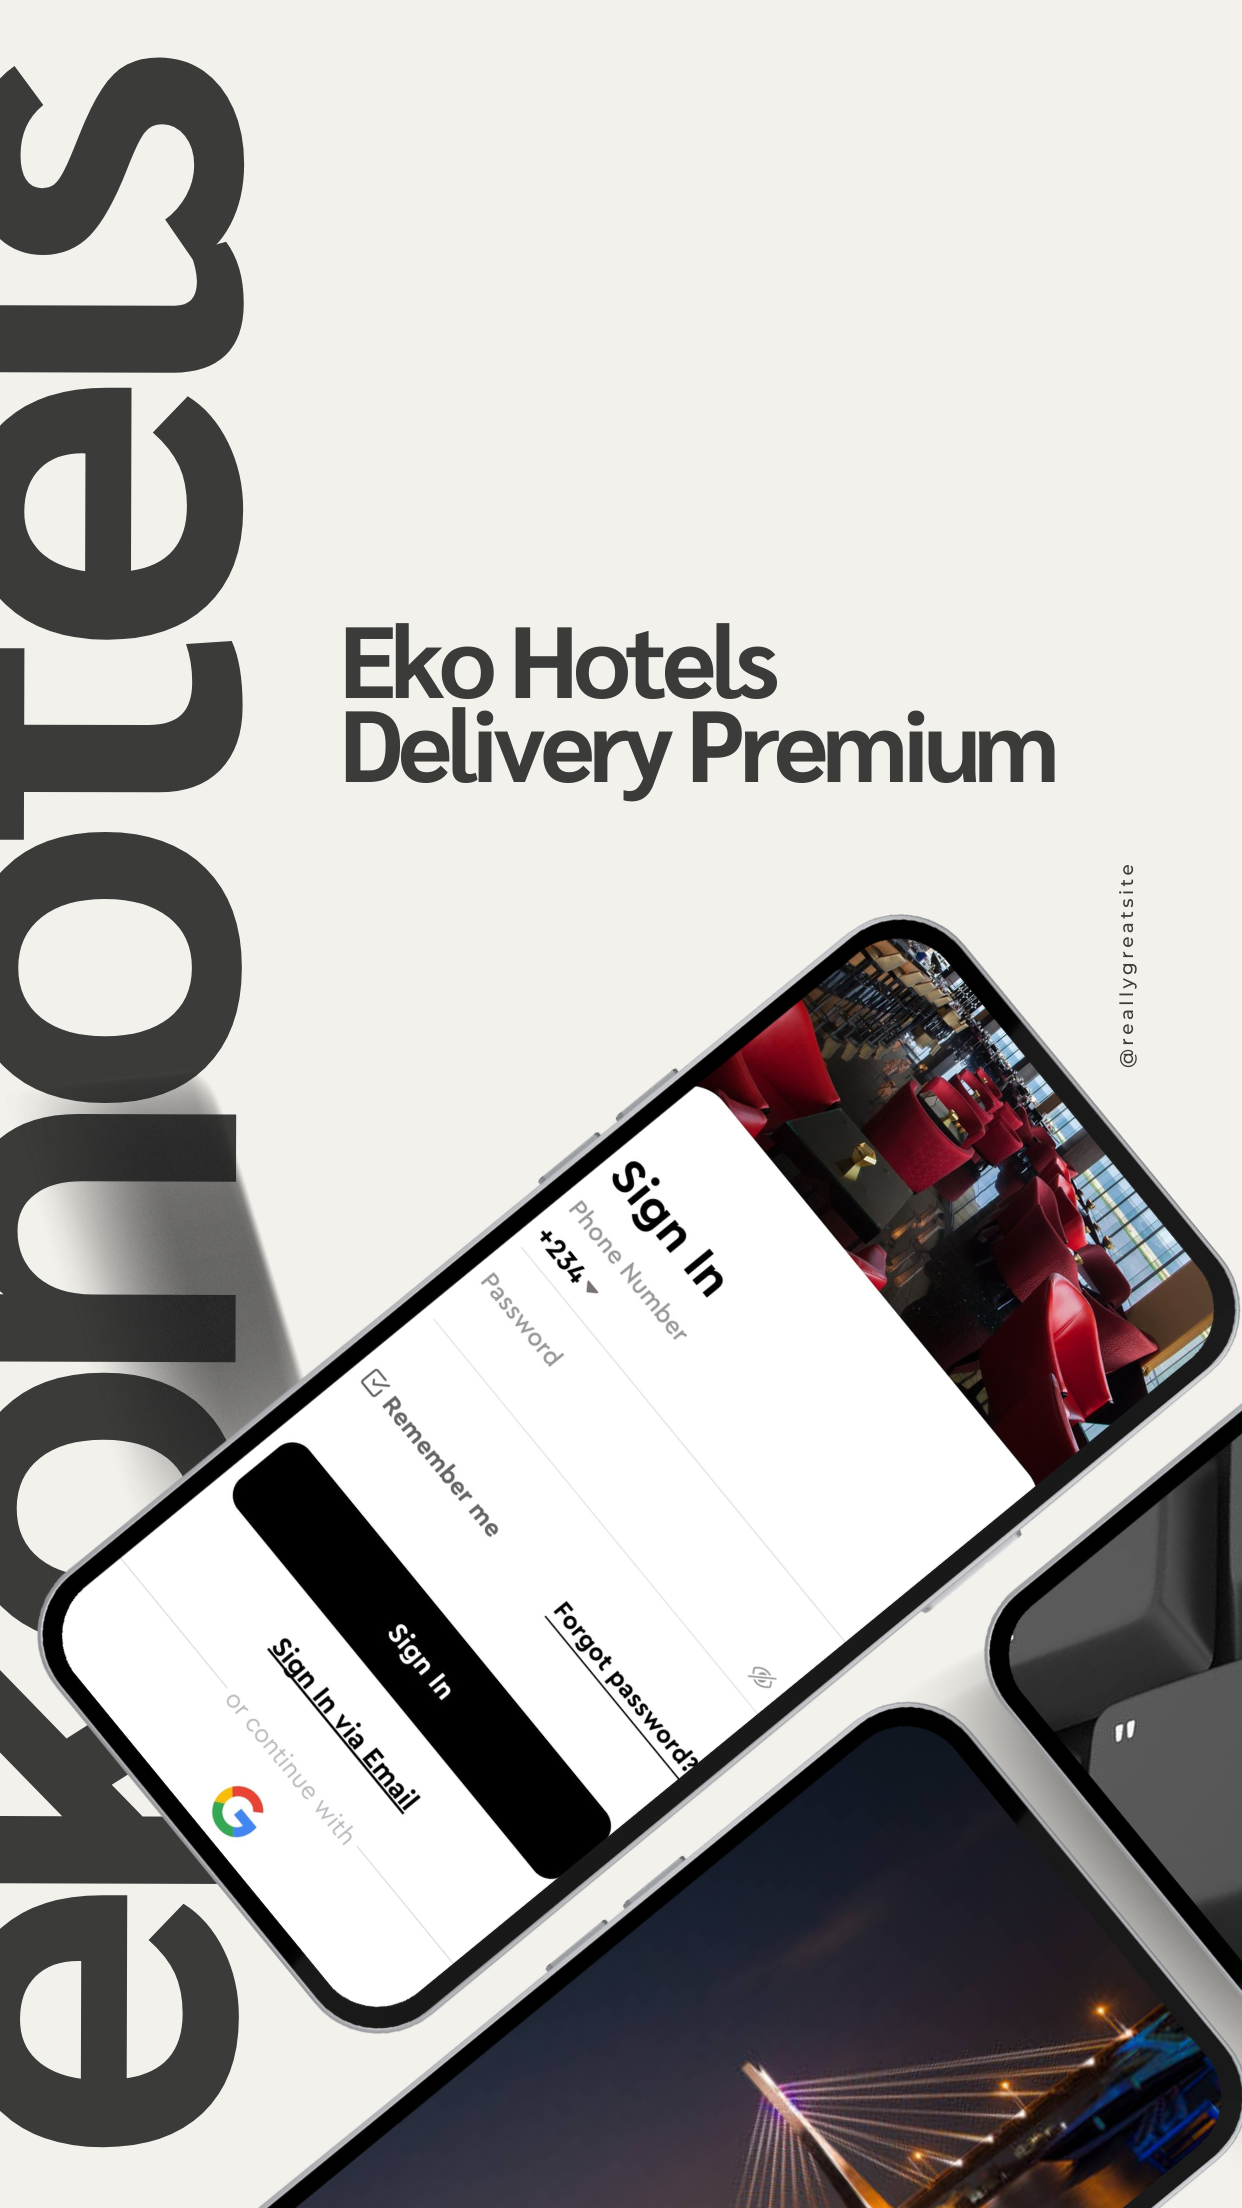 ekohotels
Eko Hotels
Delivery Premium
@reallygreatsite
Sign In
Phone Number
+234
Password
Remember me
Forgot password?
Sign In
Sign In via Email
or continue with
G
"